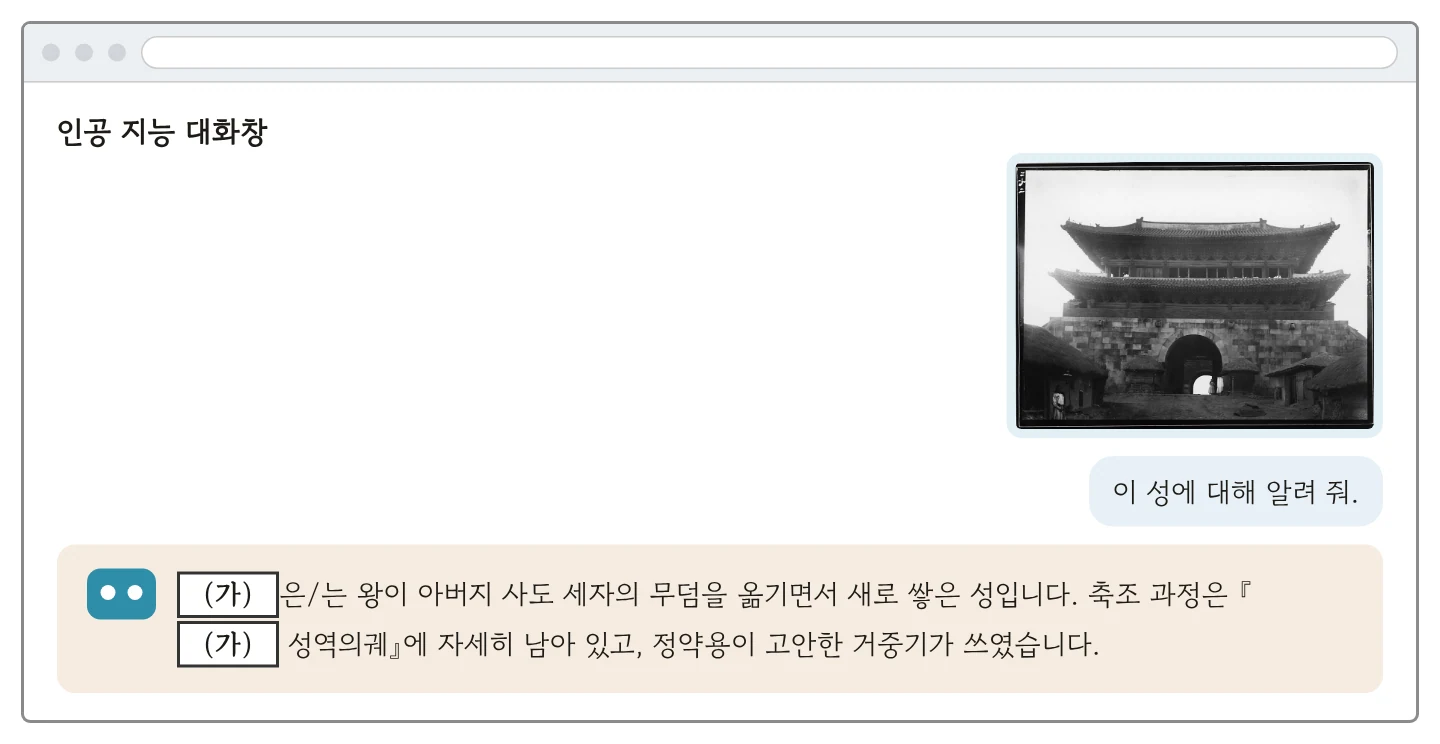 인공 지능 대화창
이 성에 대해 알려 줘.
(가)은/는 왕이 아버지 사도 세자의 무덤을 옮기면서 새로 쌓은 성입니다. 축조 과정은 『
(가) 성역의궤』에 자세히 남아 있고, 정약용이 고안한 거중기가 쓰였습니다.